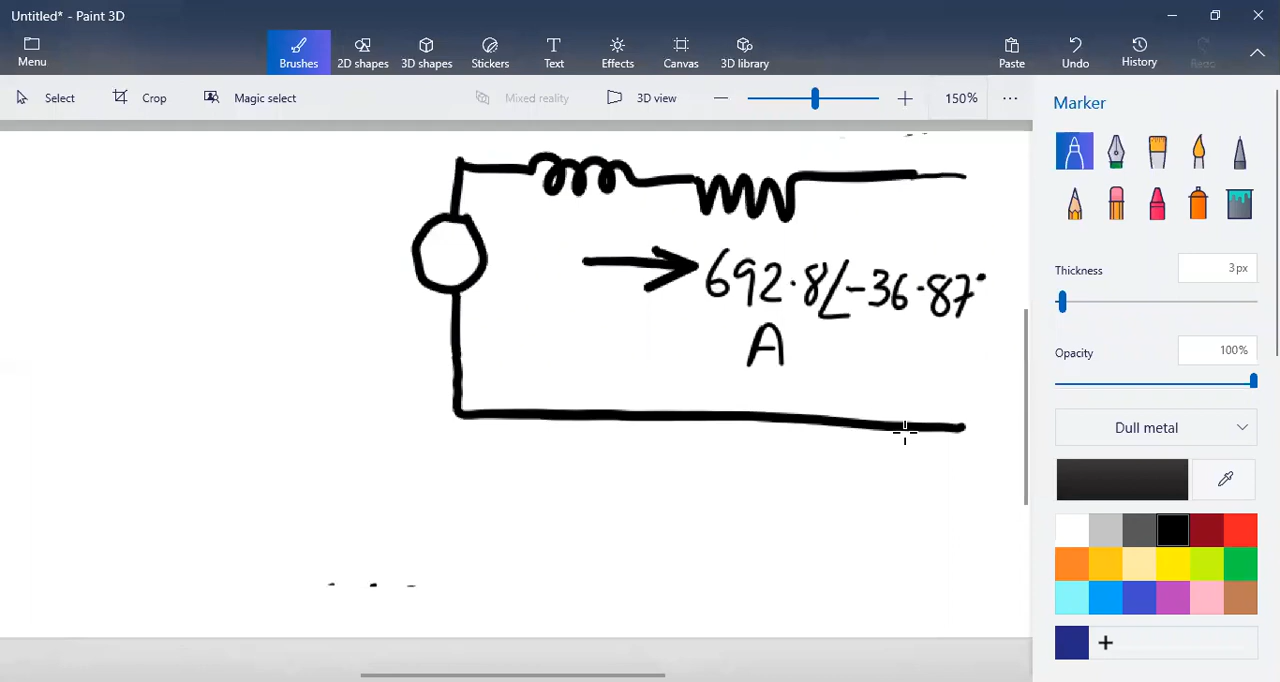 Untitled* - Paint 3D
Menu
Brushes
2D shapes
3D shapes
Stickers
Text
Effects
Canvas
3D library
Paste
Undo
History
Redo
Select
Crop
Magic select
Mixed reality
3D view
150%
Marker
Thickness
3px
Opacity
100%
Dull metal
692.8∠-36.87°
A